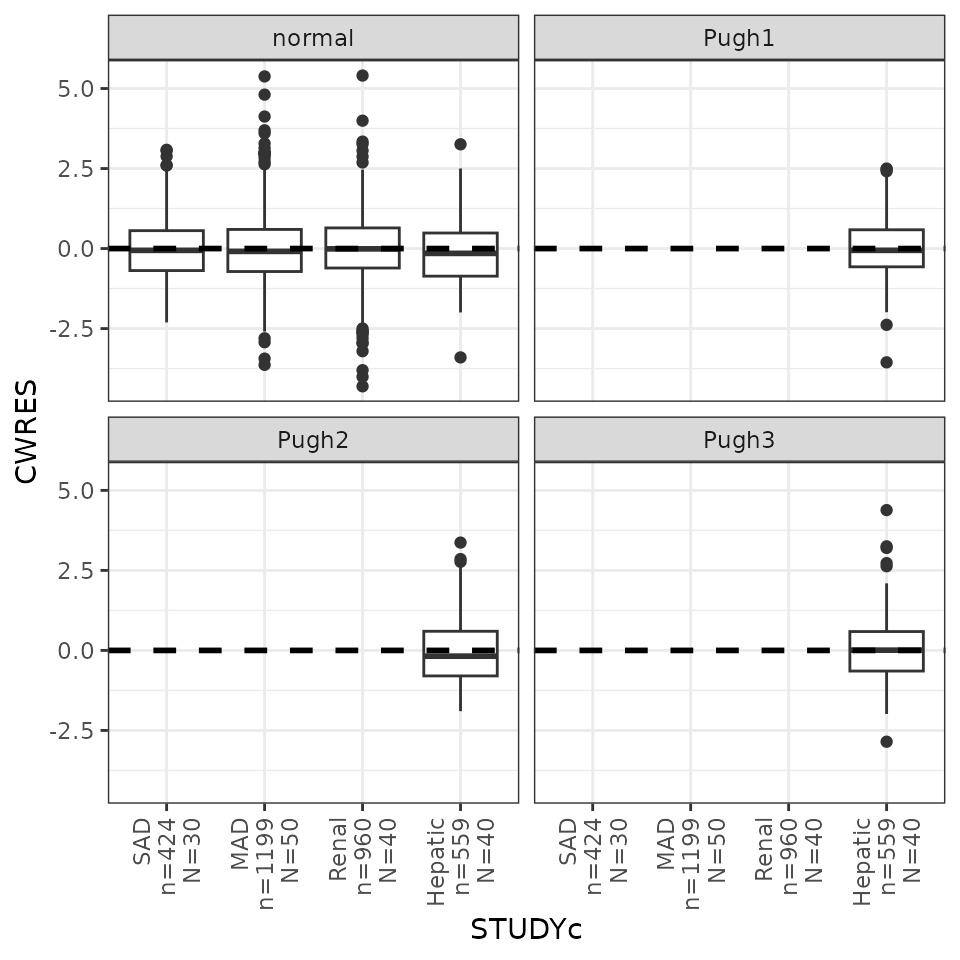 normal
Pugh1
5.0
2.5
0.0
-2.5
CWRES
Pugh2
Pugh3
5.0
2.5
0.0
-2.5
SAD
n=424
N=30
MAD
n=1199
N=50
Renal
n=960
N=40
Hepatic
n=559
N=40
SAD
n=424
N=30
MAD
n=1199
N=50
Renal
n=960
N=40
Hepatic
n=559
N=40
STUDYc